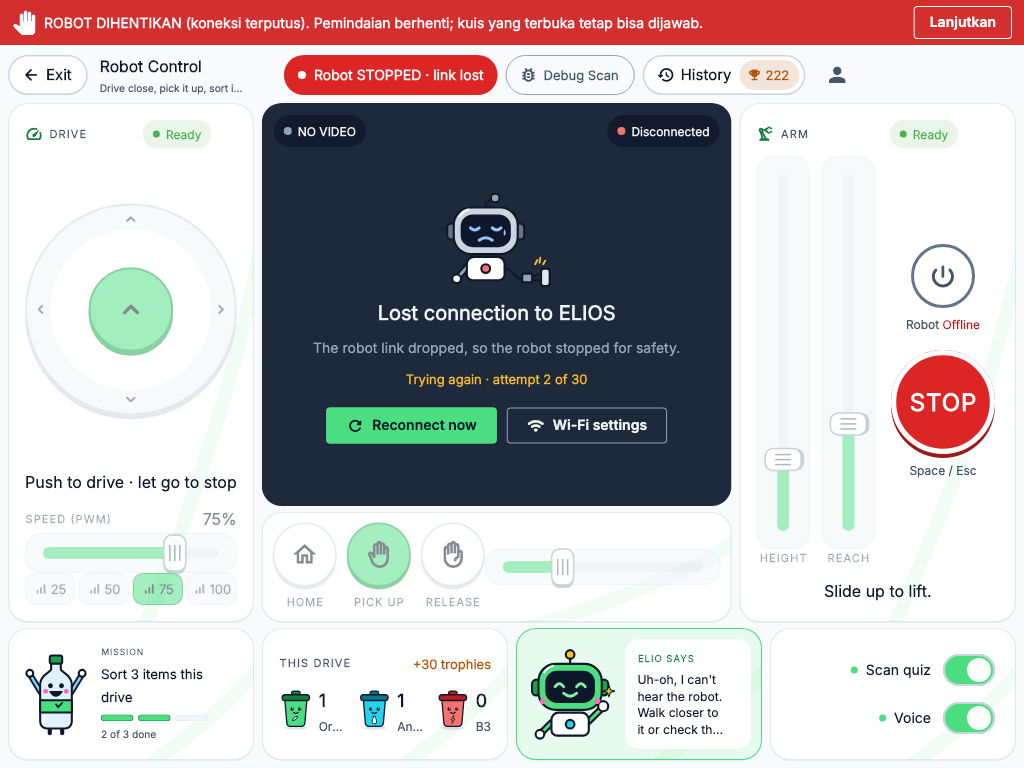 ROBOT DIHENTIKAN (koneksi terputus). Pemindaian berhenti; kuis yang terbuka tetap bisa dijawab.
Lanjutkan
Exit
Robot Control
Drive close, pick it up, sort i...
Robot STOPPED · link lost
Debug Scan
History
222
DRIVE
Ready
Push to drive · let go to stop
SPEED (PWM)
75%
25
50
75
100
NO VIDEO
Disconnected
Lost connection to ELIOS
The robot link dropped, so the robot stopped for safety.
Trying again · attempt 2 of 30
Reconnect now
Wi-Fi settings
HOME
PICK UP
RELEASE
ARM
Ready
HEIGHT
REACH
Robot Offline
STOP
Space / Esc
Slide up to lift.
MISSION
Sort 3 items this
drive
2 of 3 done
THIS DRIVE
+30 trophies
1
Or...
1
An...
0
B3
ELIO SAYS
Uh-oh, I can't
hear the robot.
Walk closer to
it or check th...
Scan quiz
Voice